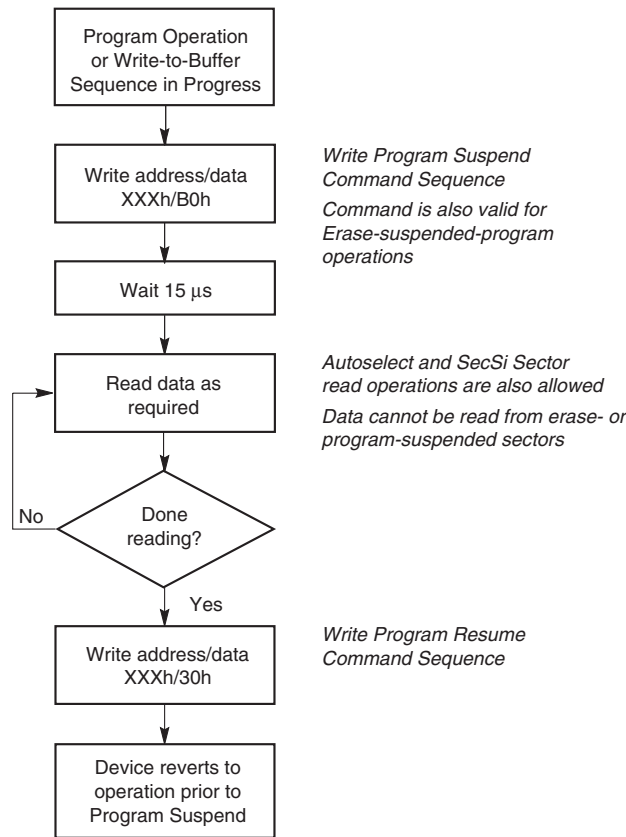 Program Operation
or Write-to-Buffer
Sequence in Progress
Write address/data
XXXh/B0h
Write Program Suspend
Command Sequence
Command is also valid for
Erase-suspended-program
operations
Wait 15 μs
Read data as
required
Autoselect and SecSi Sector
read operations are also allowed
Data cannot be read from erase- or
program-suspended sectors
Done
reading?
No
Yes
Write address/data
XXXh/30h
Write Program Resume
Command Sequence
Device reverts to
operation prior to
Program Suspend